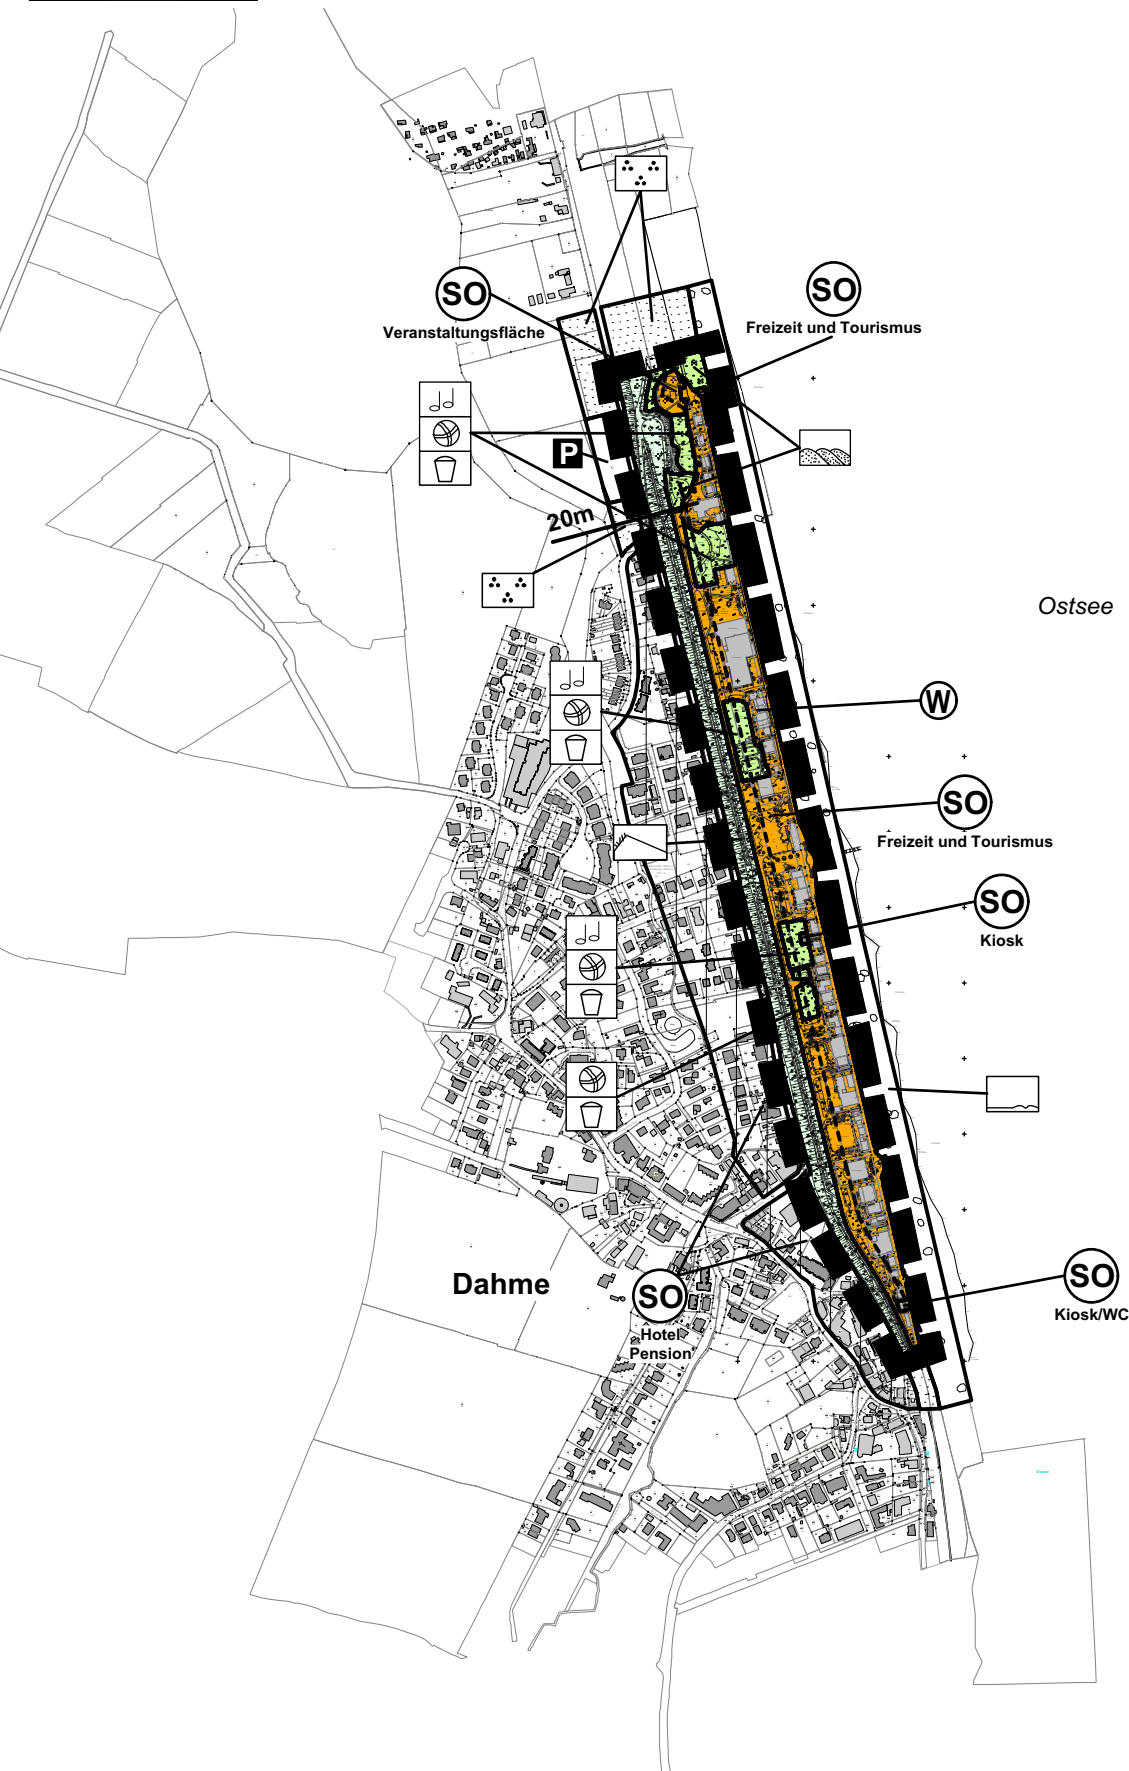 SO
Veranstaltungsfläche
SO
Freizeit und Tourismus
P
20m
Ostsee
W
SO
Freizeit und Tourismus
SO
Kiosk
Dahme
SO
Hotel
Pension
SO
Kiosk/WC